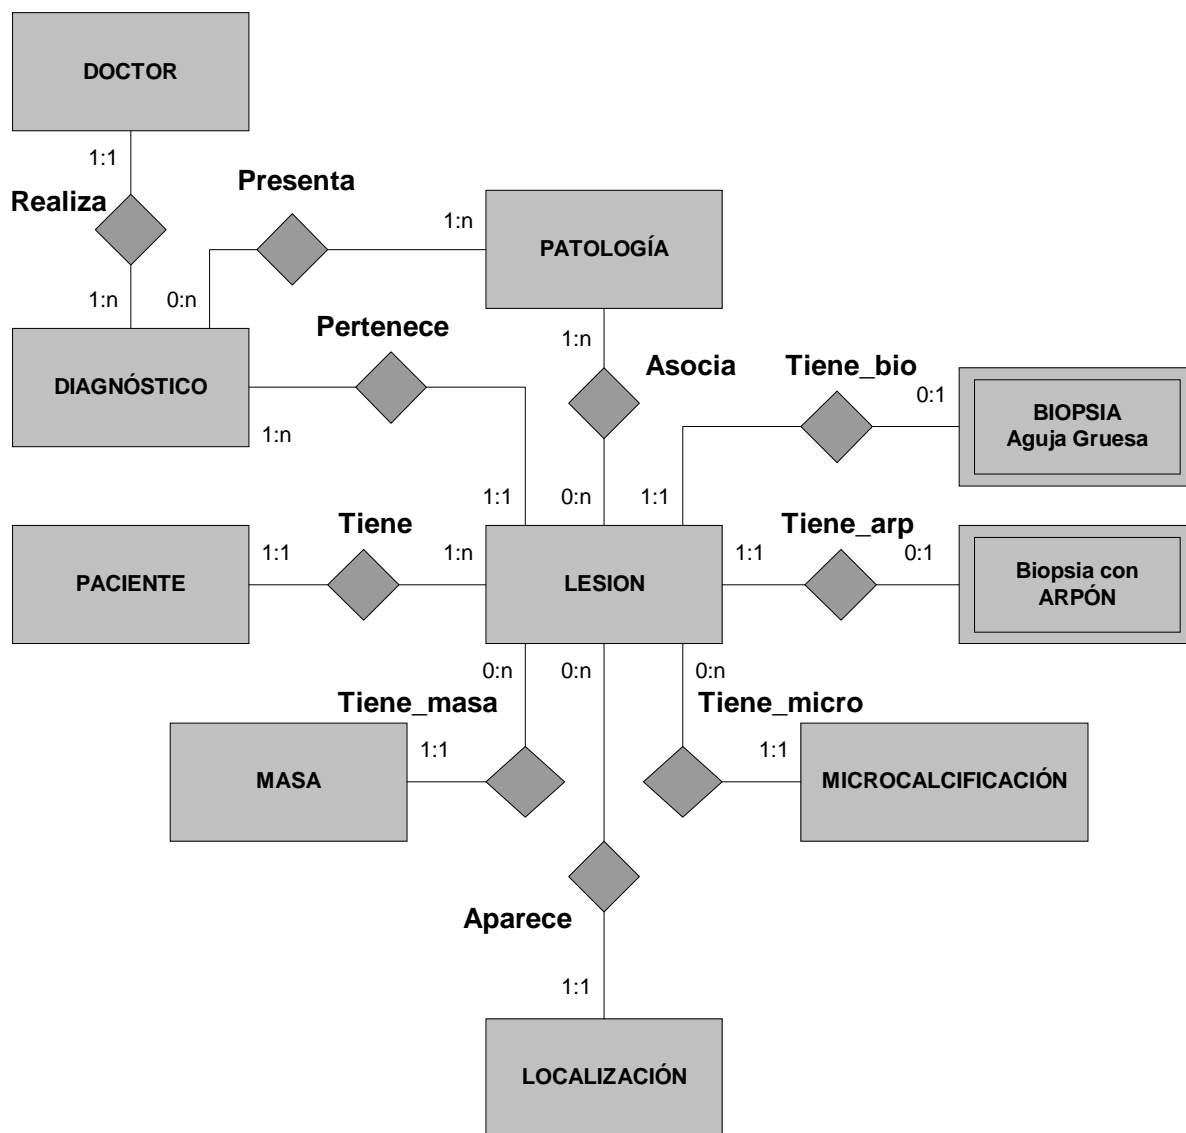 DOCTOR
1:1
Presenta
Realiza
1:n
PATOLOGÍA
1:n
0:n
Pertenece
1:n
Asocia
Tiene_bio
0:1
DIAGNÓSTICO
BIOPSIA
Aguja Gruesa
1:n
1:1
0:n
1:1
Tiene
Tiene_arp
1:1
1:n
1:1
0:1
PACIENTE
LESION
Biopsia con
ARPÓN
0:n
0:n
0:n
Tiene_masa
Tiene_micro
1:1
1:1
MASA
MICROCALCIFICACIÓN
Aparece
1:1
LOCALIZACIÓN